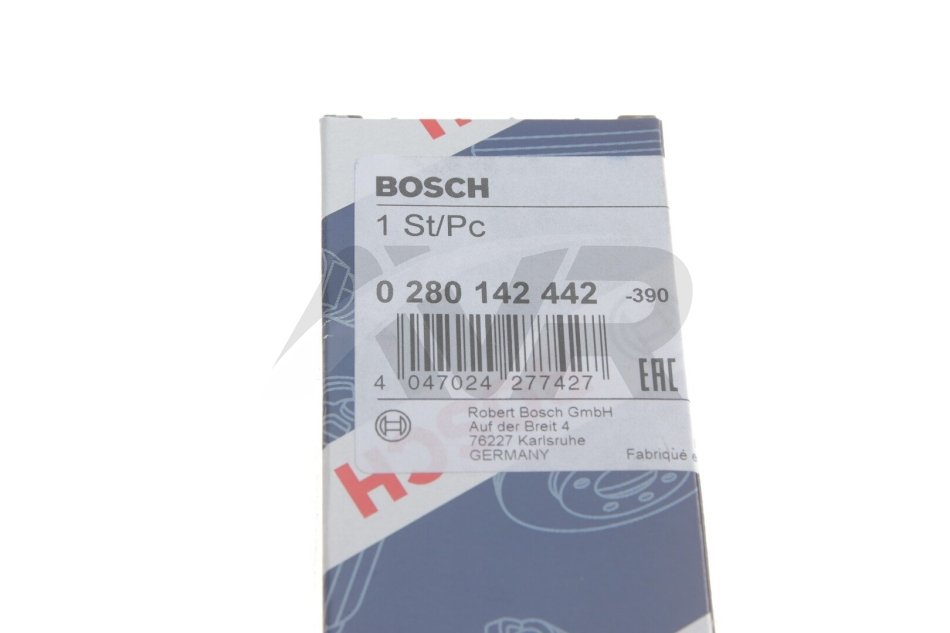 BOSCH
1 St/Pc
0 280 142 442 -390
4 047024 277427
EAC
Robert Bosch GmbH
Auf der Breit 4
76227 Karlsruhe
GERMANY
Fabriqué